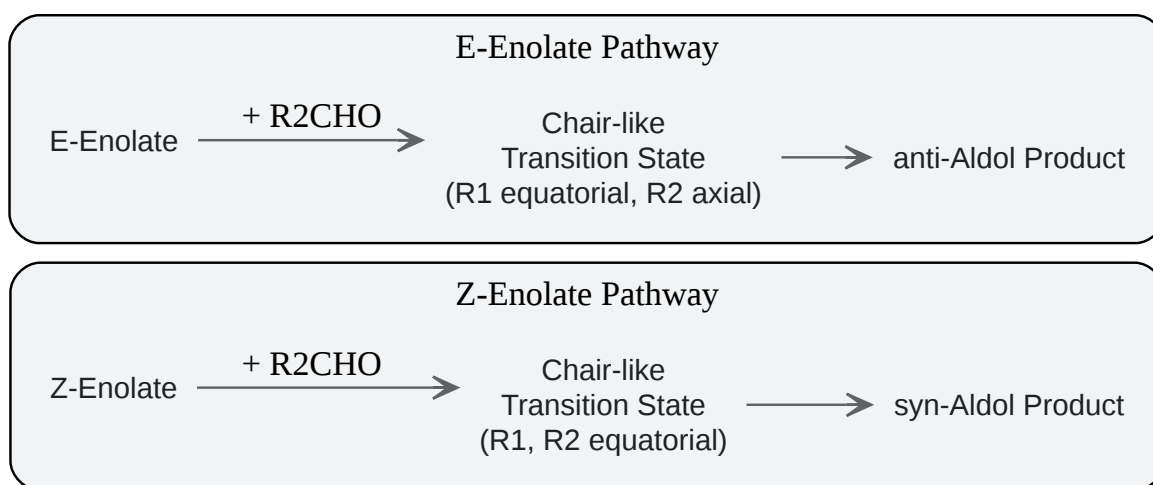 E-Enolate Pathway
+ R2CHO
E-Enolate
Chair-like
Transition State
(R1 equatorial, R2 axial)
anti-Aldol Product
Z-Enolate Pathway
+ R2CHO
Z-Enolate
Chair-like
Transition State
(R1, R2 equatorial)
syn-Aldol Product